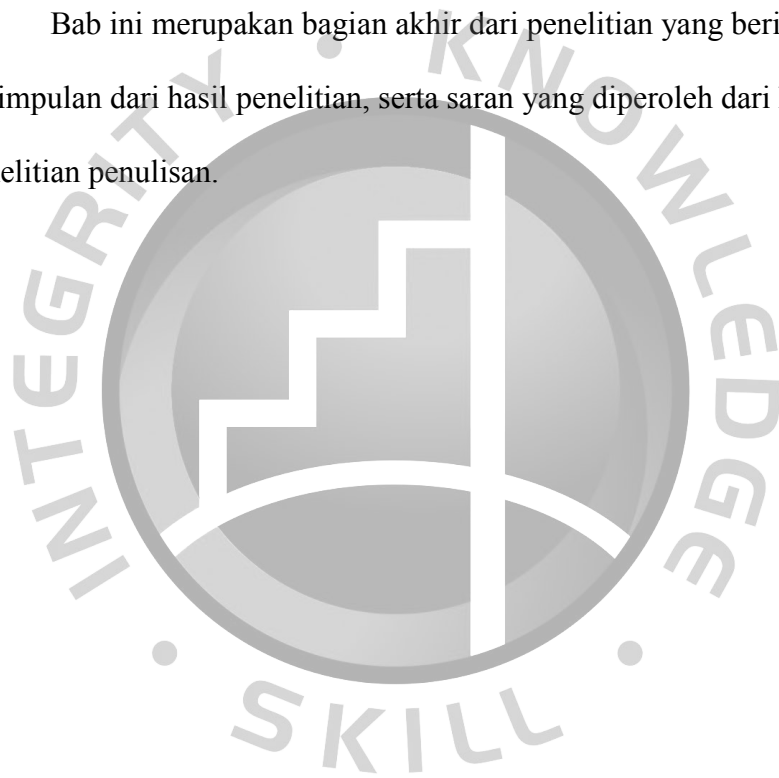 Bab ini merupakan bagian akhir dari penelitian yang beri
impulan dari hasil penelitian, serta saran yang diperoleh dari
elitian penulisan.
INTEGRITY • KNOWLEDGE • SKILL •